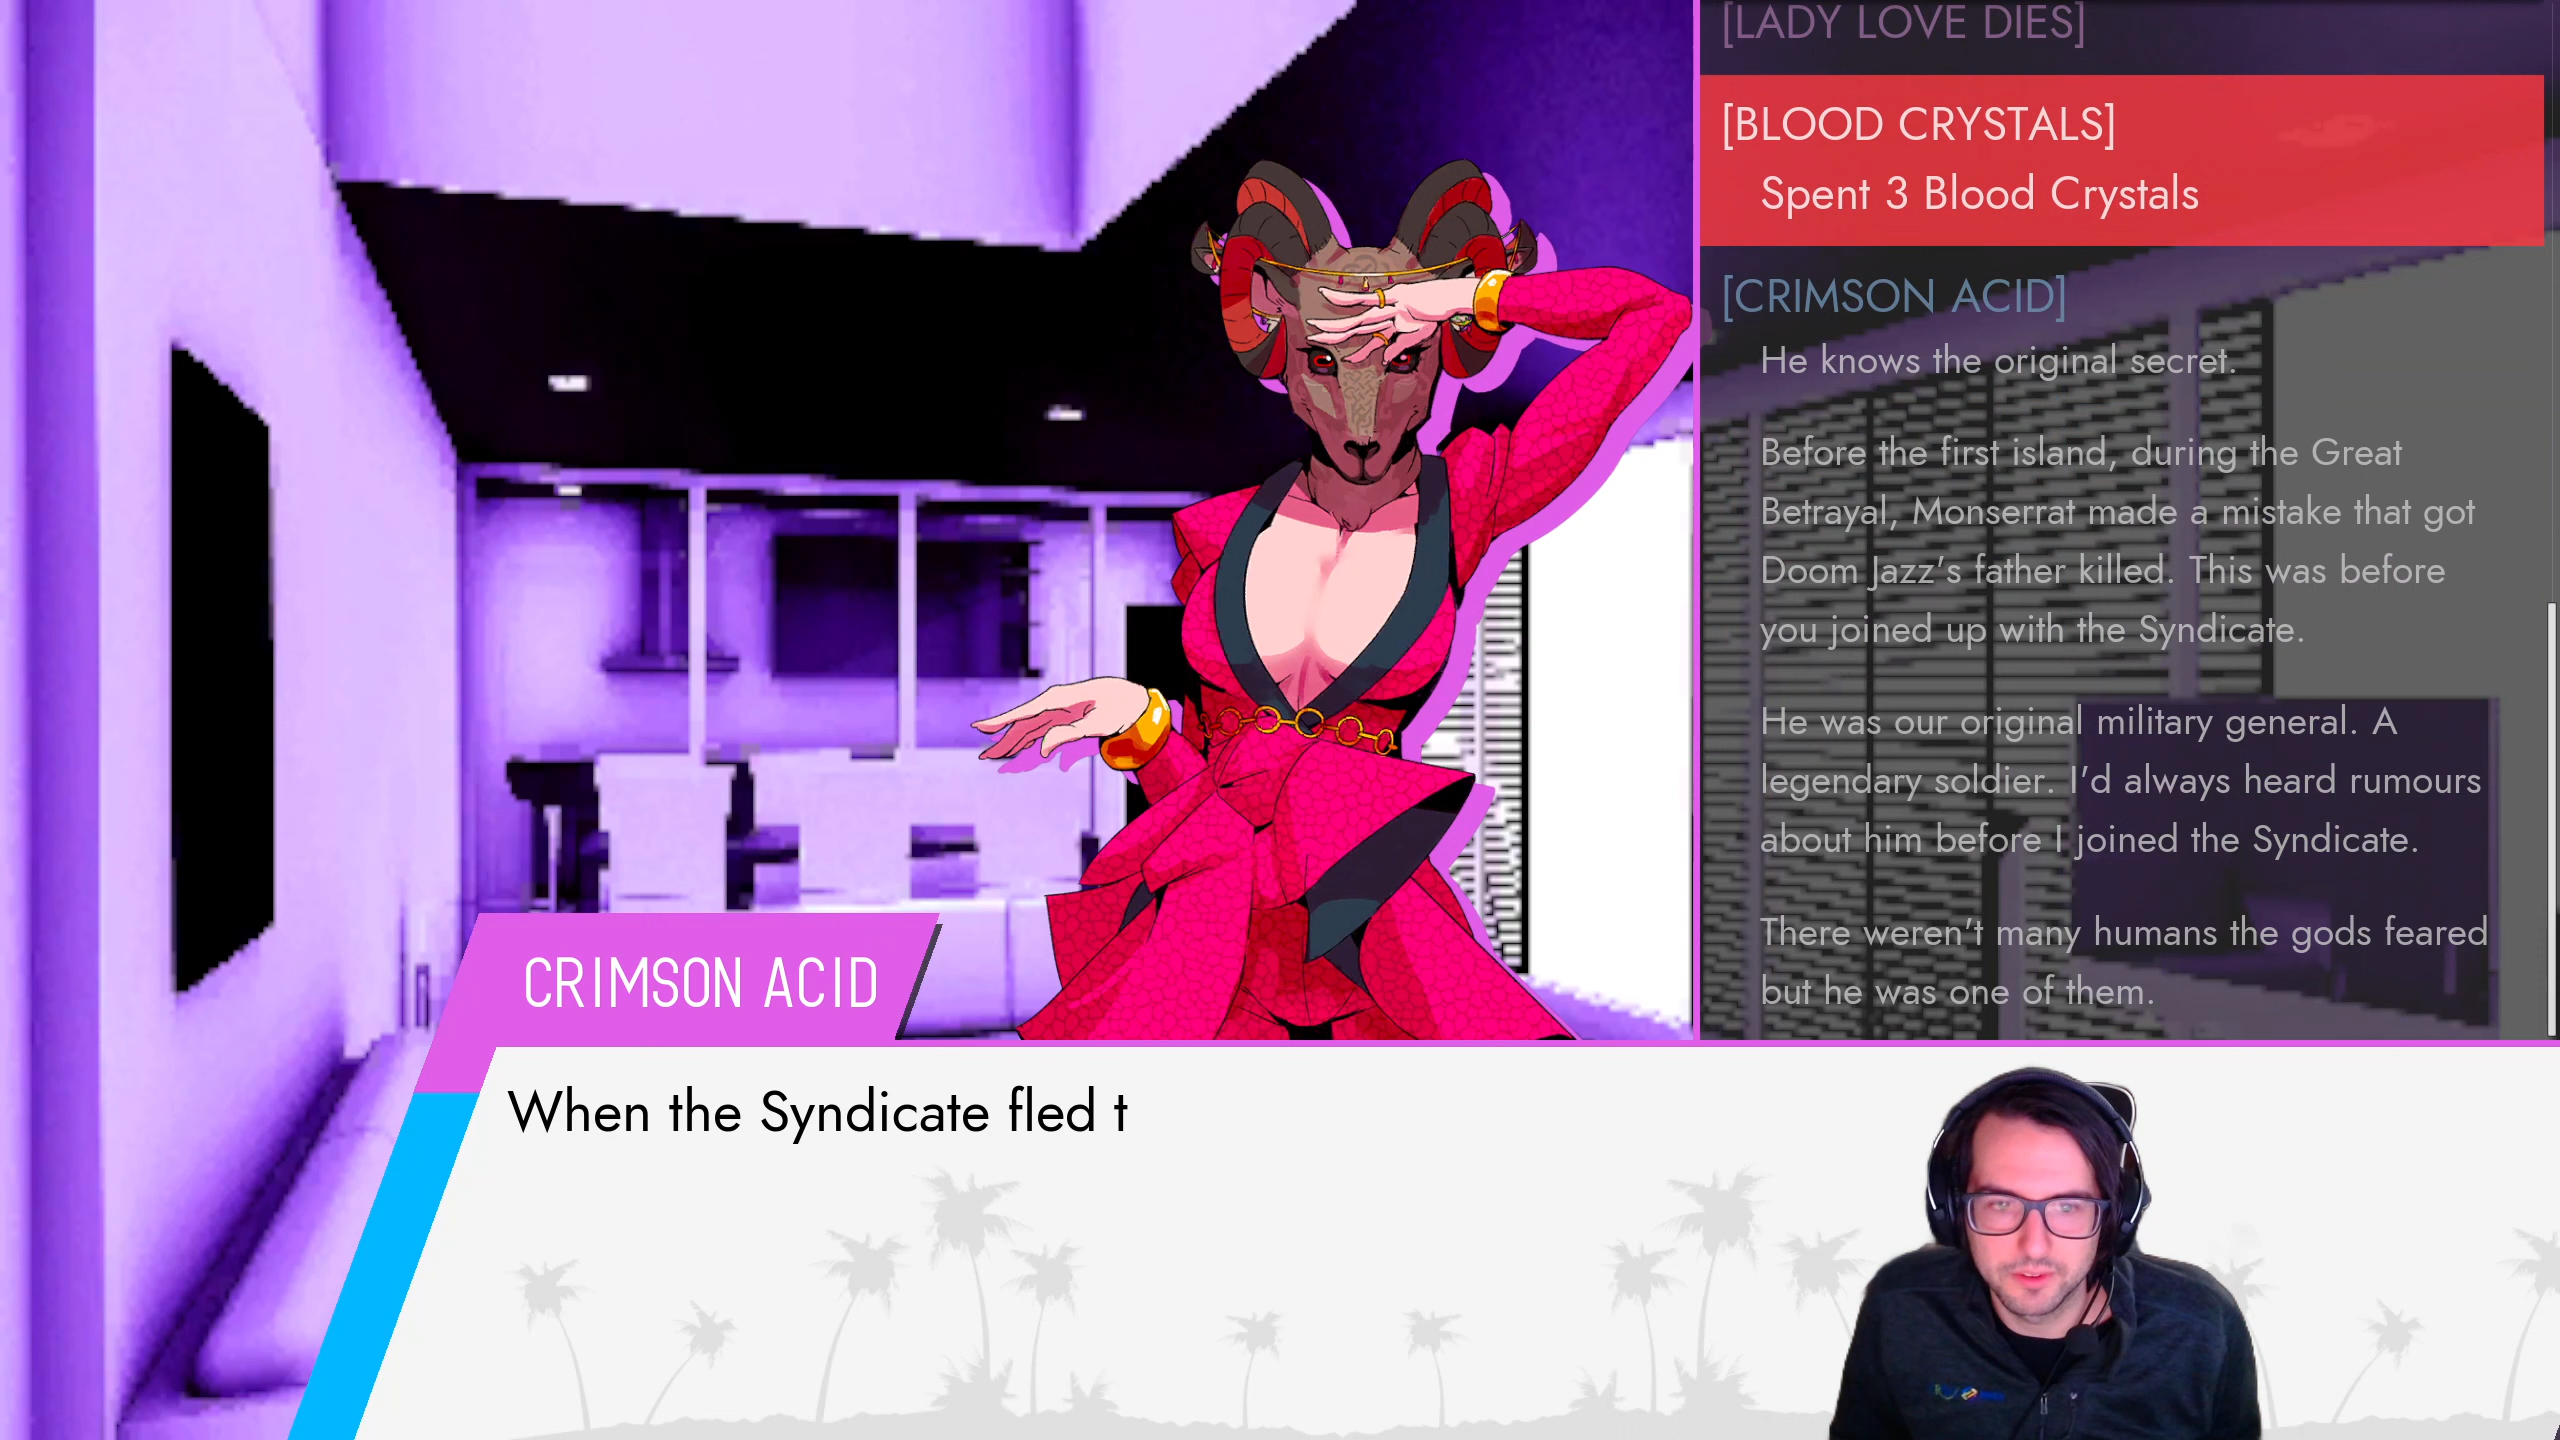 [LADY LOVE DIES]
[BLOOD CRYSTALS]
Spent 3 Blood Crystals
[CRIMSON ACID]
He knows the original secret.
Before the first island, during the Great
Betrayal, Monserrat made a mistake that got
Doom Jazz's father killed. This was before
you joined up with the Syndicate.
He was our original military general. A
legendary soldier. I'd always heard rumours
about him before I joined the Syndicate.
There weren't many humans the gods feared
but he was one of them.
CRIMSON ACID
When the Syndicate fled t